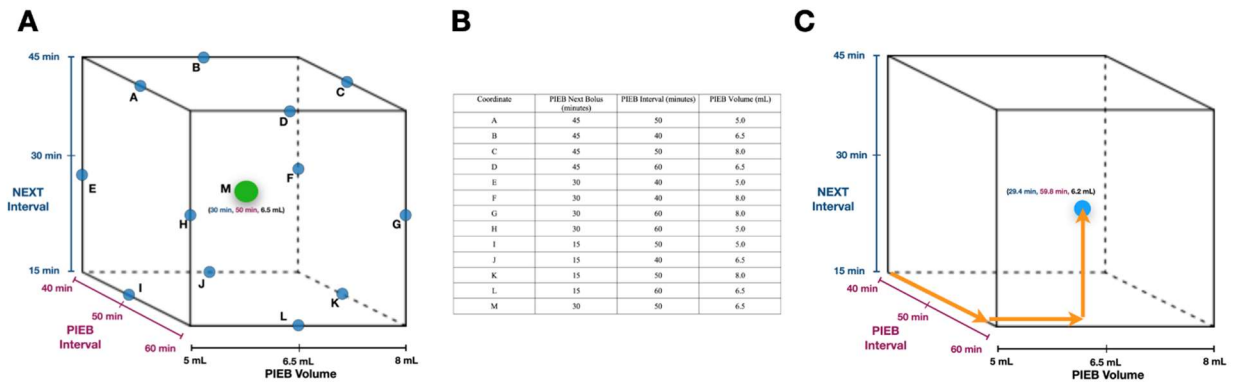 A
45 min
B
A
C
D
30 min
NEXT
Interval
E
M
F
(30 min, 50 min, 6.5 mL)
H
G
15 min
40 min
I
J
K
50 min
PIEB
Interval
L
60 min
5 mL
6.5 mL
8 mL
PIEB Volume
B
Coordinate PIEB Next Bolus (minutes) PIEB Interval (minutes) PIEB Volume (mL)
A 45 50 5.0
B 45 40 6.5
C 45 50 8.0
D 45 60 6.5
E 30 40 5.0
F 30 40 8.0
G 30 60 8.0
H 30 60 5.0
I 15 50 5.0
J 15 40 6.5
K 15 50 8.0
L 15 60 6.5
M 30 50 6.5
C
45 min
30 min
NEXT
Interval
(29.4 min, 59.8 min, 6.2 mL)
15 min
40 min
50 min
PIEB
Interval
60 min
5 mL
6.5 mL
8 mL
PIEB Volume